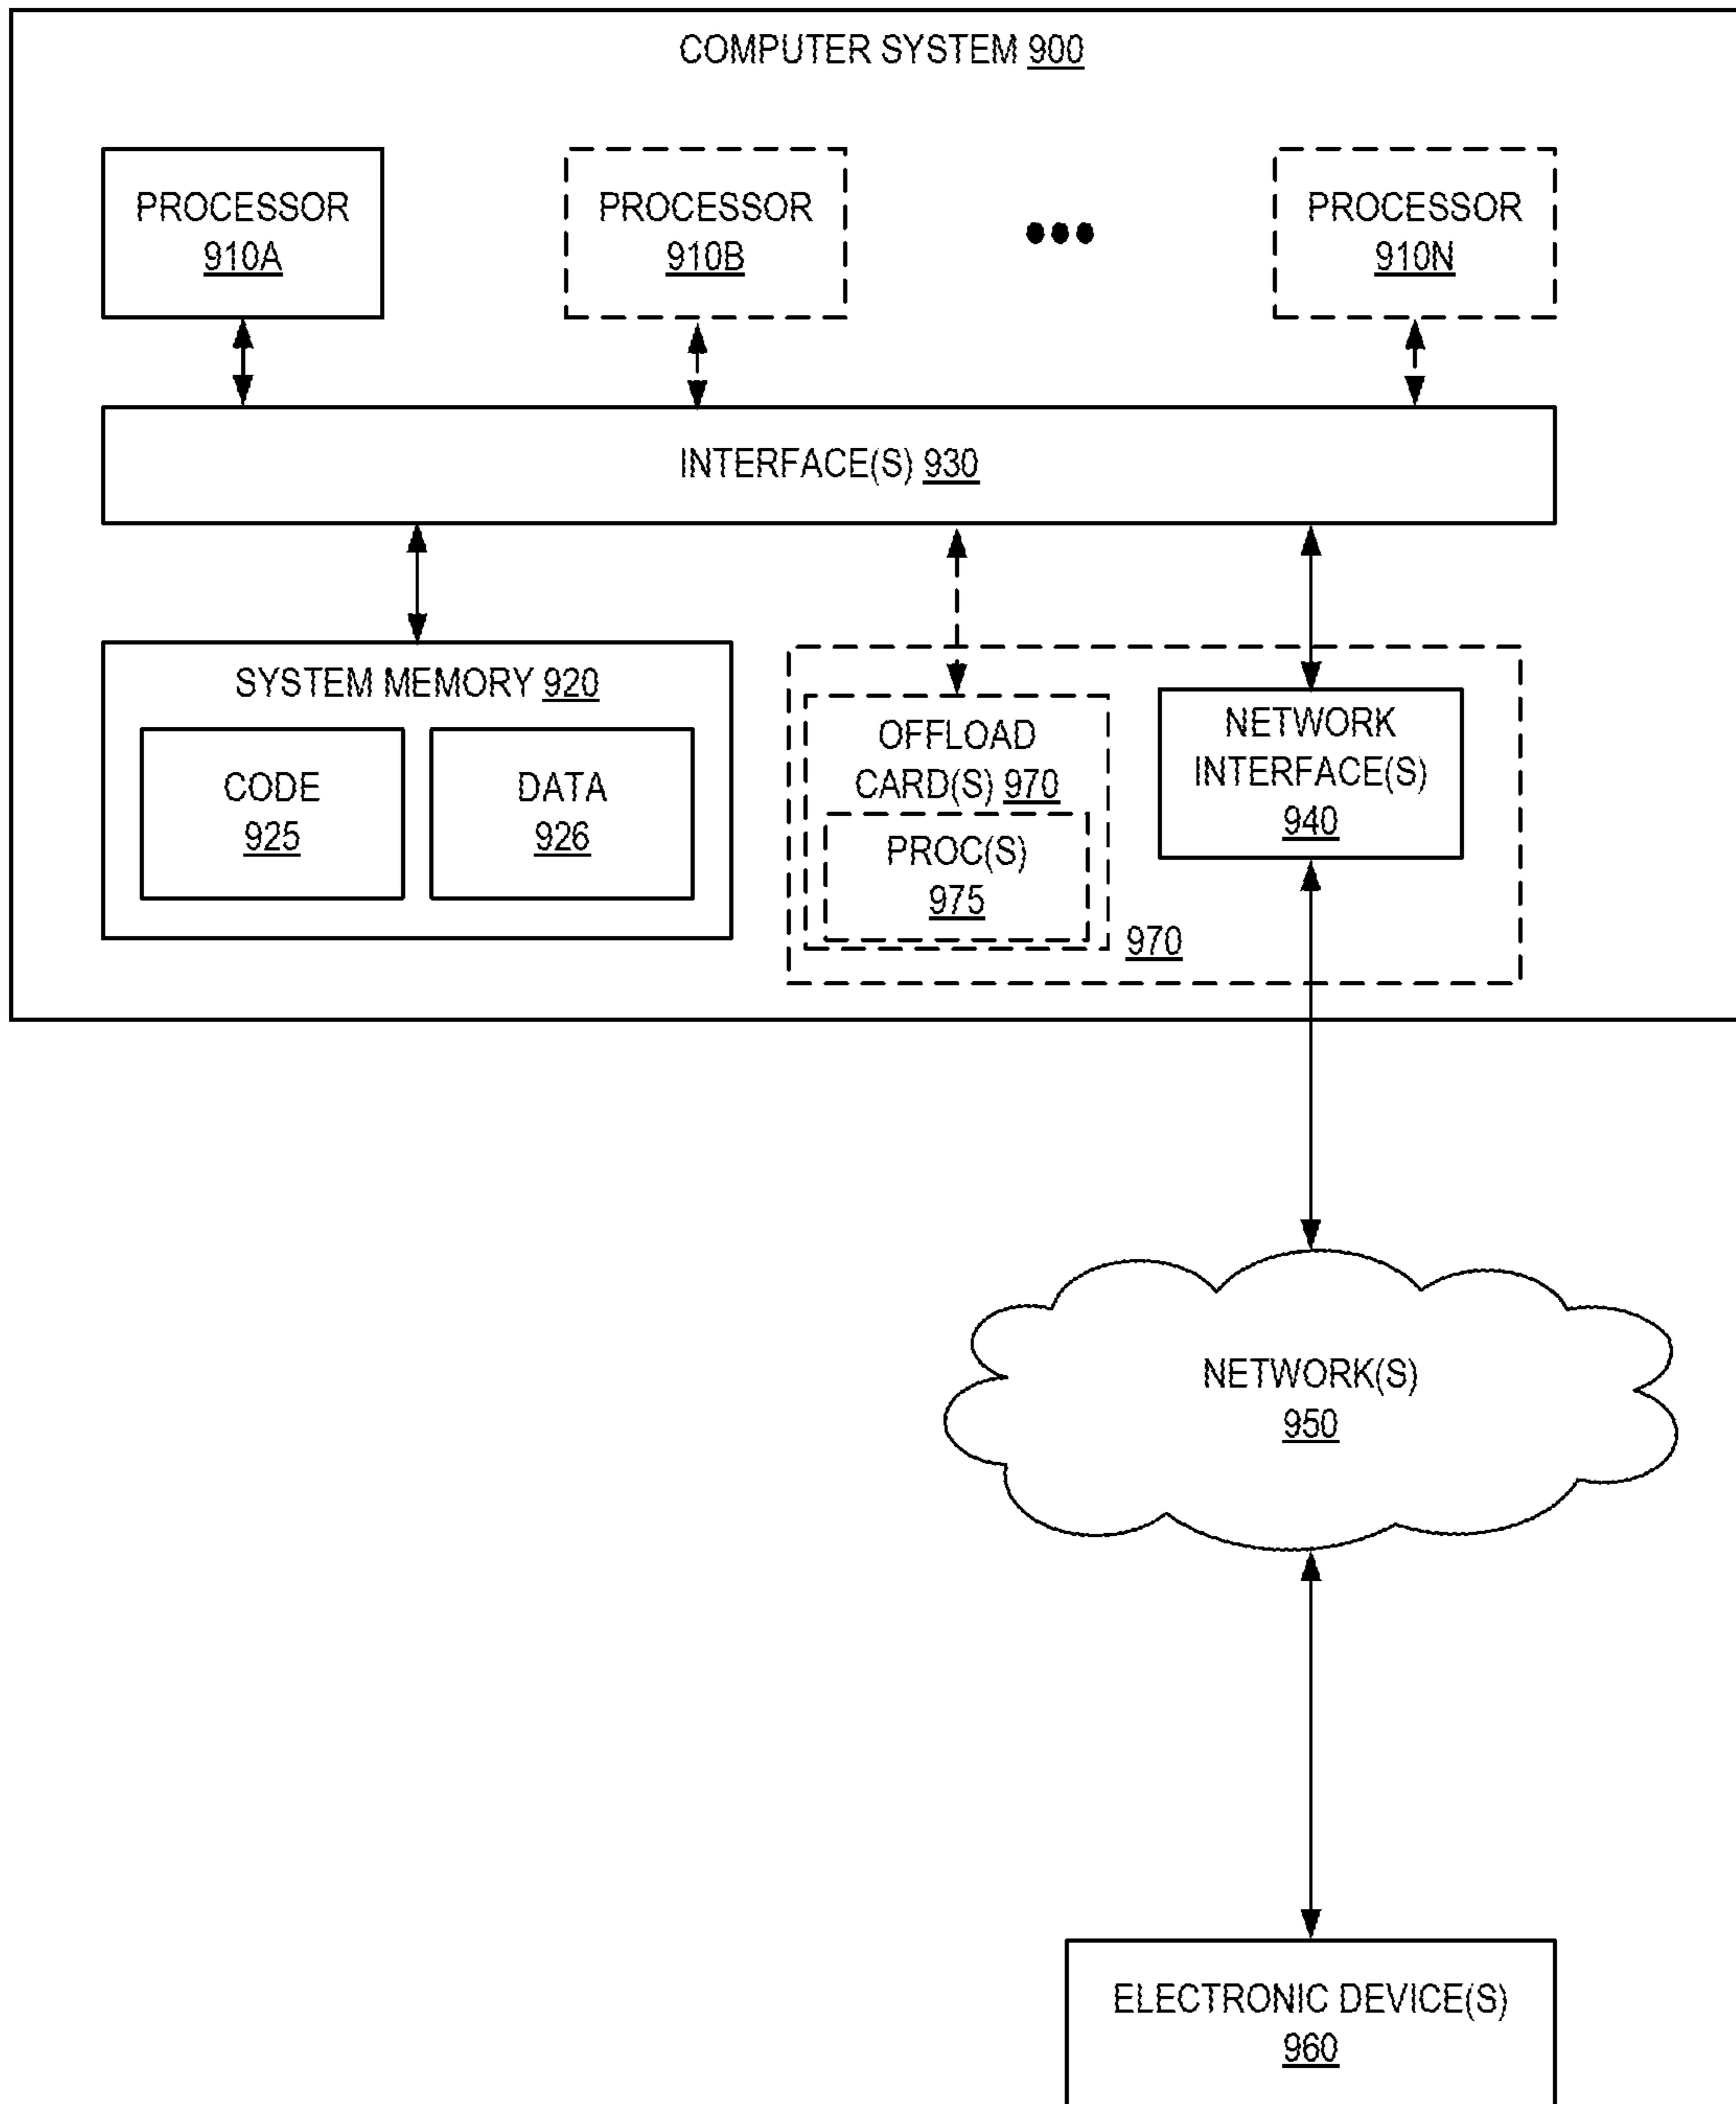 COMPUTER SYSTEM 900
PROCESSOR
910A
PROCESSOR
910B
PROCESSOR
910N
INTERFACE(S) 930
SYSTEM MEMORY 920
CODE
925
DATA
926
OFFLOAD
CARD(S) 970
PROC(S)
975
970
NETWORK
INTERFACE(S)
940
NETWORK(S)
950
ELECTRONIC DEVICE(S)
960